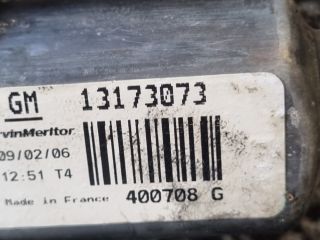 GM 13173073
rvinMeritor
09/02/06
12:51 T4
Made in France 400708 G